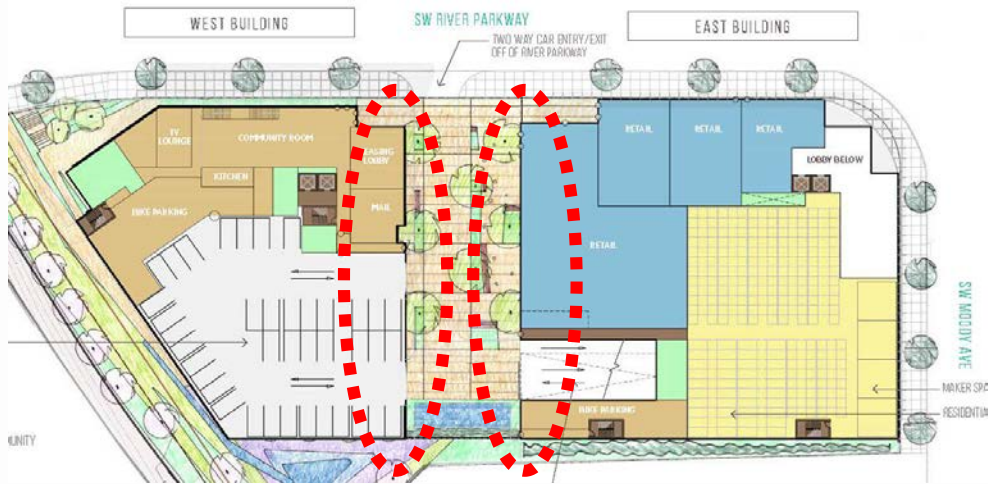 WEST BUILDING
SW RIVER PARKWAY
EAST BUILDING
TWO WAY CAR ENTRY/EXIT
OFF OF RIVER PARKWAY
TV
LOUNGE
COMMUNITY ROOM
EASING
LOBBY
RETAIL
RETAIL
RETAIL
LOBBY BELOW
KITCHEN
MAIL
BIKE PARKING
RETAIL
SW MOODY AVE
MAKER SPA
RESIDENTIA
BIKE PARKING
UNITY